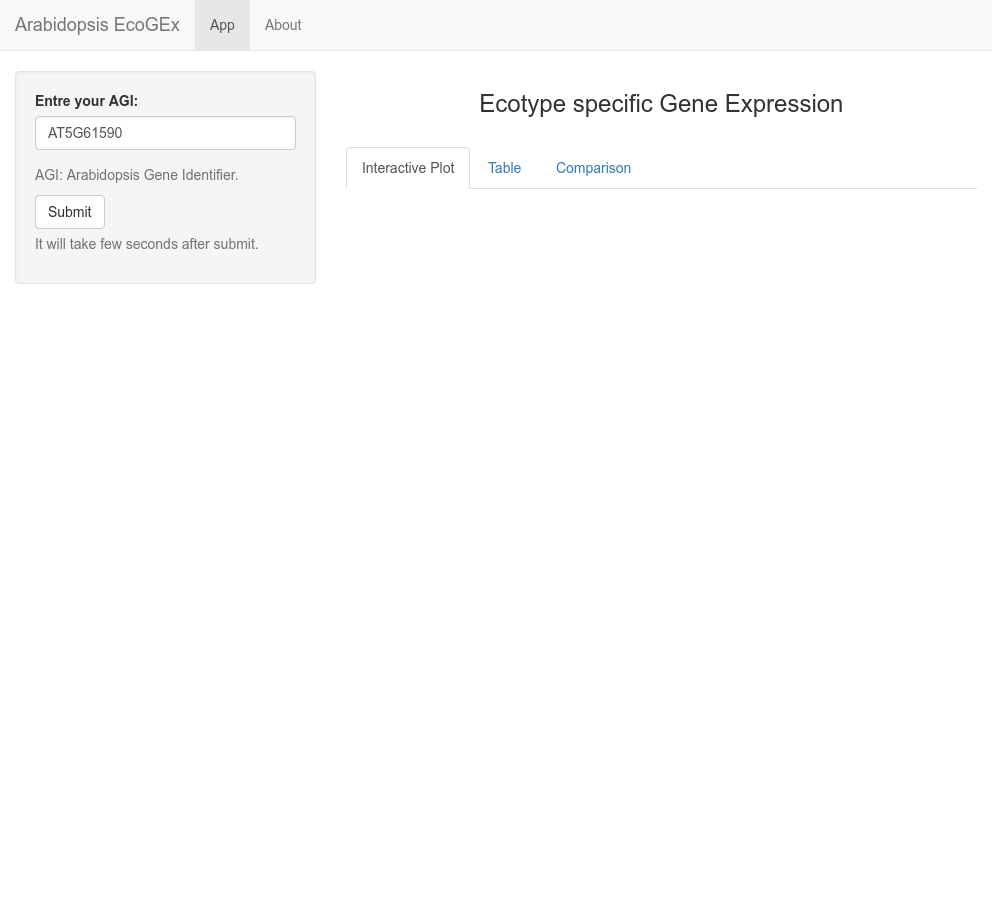 Arabidopsis EcoGEx App About
Entre your AGI:
AT5G61590
AGI: Arabidopsis Gene Identifier.
Submit
It will take few seconds after submit.
Ecotype specific Gene Expression
Interactive Plot Table Comparison